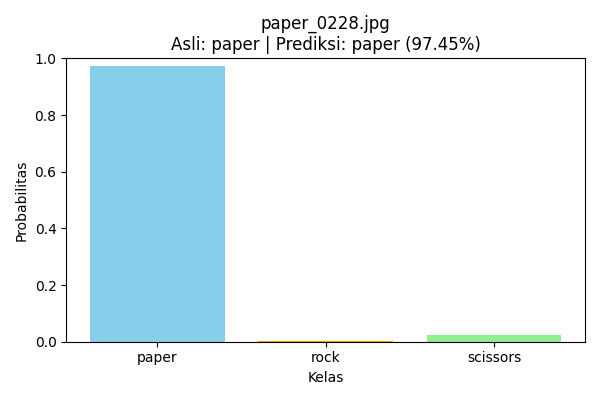 paper_0228.jpg
Asli: paper | Prediksi: paper (97.45%)
1.0
0.8
0.6
0.4
0.2
0.0
Probabilitas
paper rock scissors
Kelas